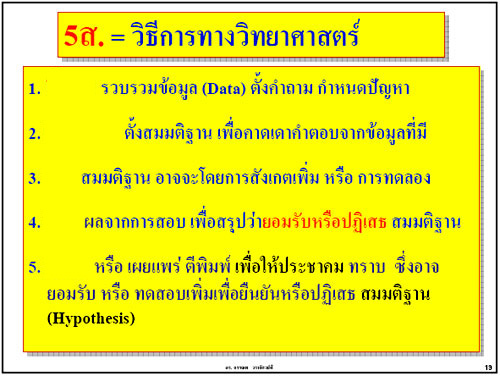 5ส. = วิธีการทางวิทยาศาสตร์
1. รวบรวมข้อมูล (Data) ตั้งคำถาม กำหนดปัญหา
2. ตั้งสมมติฐาน เพื่อคาดเดาคำตอบจากข้อมูลที่มี
3. สมมติฐาน อาจจะโดยการสังเกตเพิ่ม หรือ การทดลอง
4. ผลจากการสอบ เพื่อสรุปว่ายอมรับหรือปฏิเสธ สมมติฐาน
5. หรือ เผยแพร่ ตีพิมพ์ เพื่อให้ประชาคม ทราบ ซึ่งอาจ
ยอมรับ หรือ ทดสอบเพิ่มเพื่อยืนยันหรือปฏิเสธ สมมติฐาน
(Hypothesis)
13